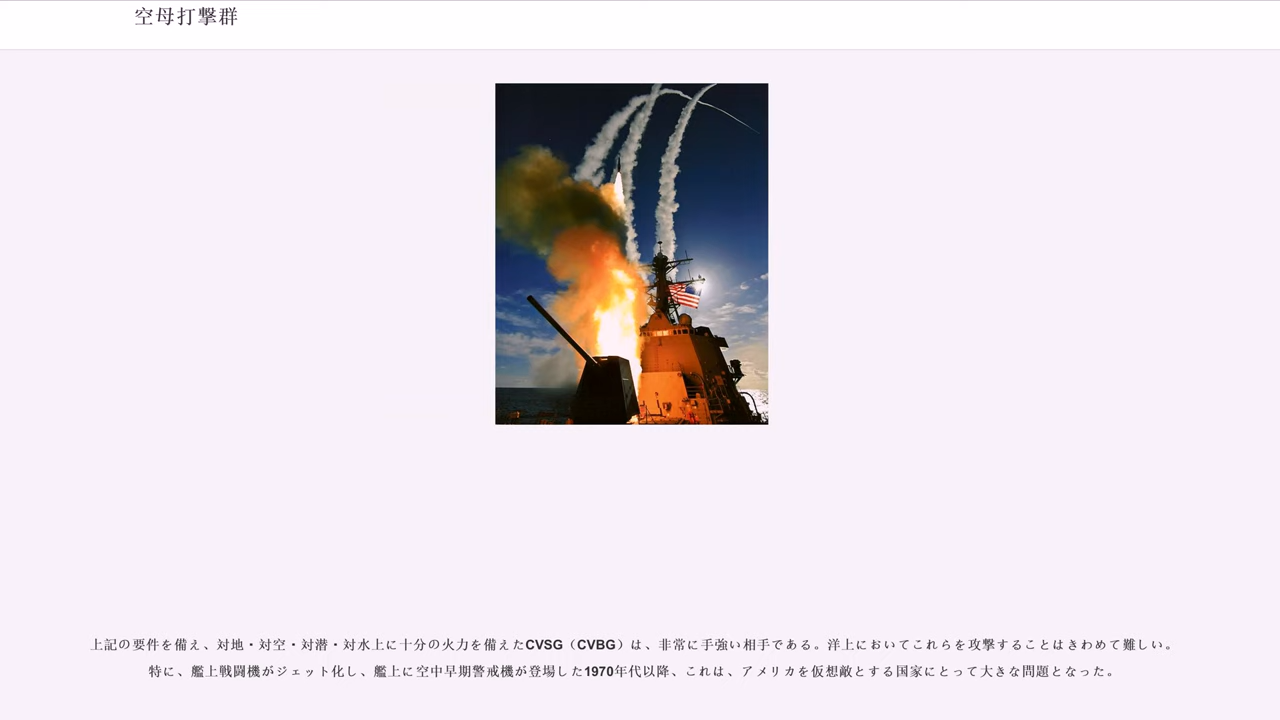 空母打撃群
上記の要件を備え、対地・対空・対潜・対水上に十分の火力を備えたCVSG（CVBG）は、非常に手強い相手である。洋上においてこれらを攻撃することはきわめて難しい。
特に、艦上戦闘機がジェット化し、艦上に空中早期警戒機が登場した1970年代以降、これは、アメリカを仮想敵とする国家にとって大きな問題となった。